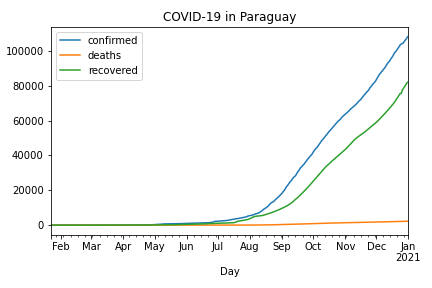 COVID-19 in Paraguay
confirmed
deaths
recovered
100000
80000
60000
40000
20000
0
Feb Mar Apr May Jun Jul Aug Sep Oct Nov Dec Jan
2021
Day